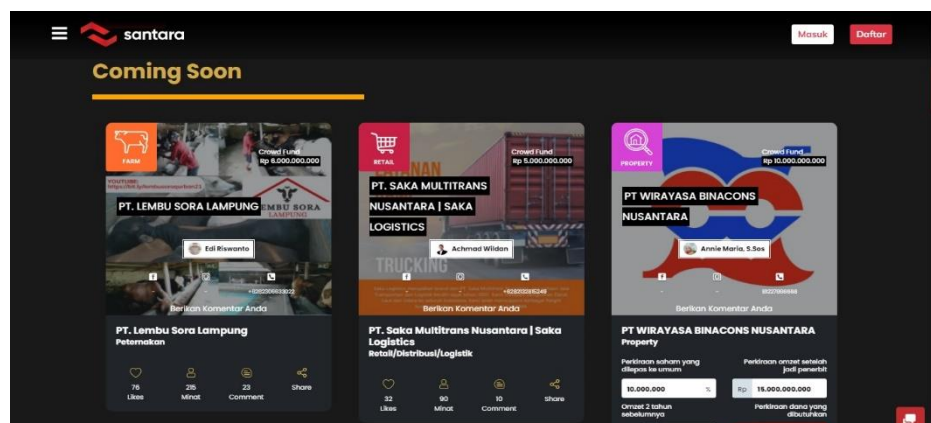 santara
Masuk
Daftar
Coming Soon
FARM
Crowd Fund
Rp 6.000.000.000
YOUTUBE:
PT. LEMBU SORA LAMPUNG
EMBU SORA
LAMPUNG
Edi Riswanto
Berikan Komentar Anda
PT. Lembu Sora Lampung
Peternakan
76
Likes
215
Minat
23
Comment
Share
RETAIL
Crowd Fund
Rp 5.000.000.000
PT. SAKA MULTITRANS
NUSANTARA | SAKA
LOGISTICS
Achmad Wildan
TRUCKING
Berikan Komentar Anda
PT. Saka Multitrans Nusantara | Saka
Logistics
Retail/Distribusi/Logistik
32
Likes
90
Minat
10
Comment
Share
PROPERTY
Crowd Fund
Rp 10.000.000.000
PT WIRAYASA BINACONS
NUSANTARA
Annie Maria, S.Sos
Berikan Komentar Anda
PT WIRAYASA BINACONS NUSANTARA
Property
Perkiraan saham yang
dilepas ke umum
10.000.000 %
Perkiraan omzet setelah
jadi penerbit
Rp 15.000.000.000
Omzet 2 tahun
sebelumnya
Perkiraan dana yang
dibutuhkan